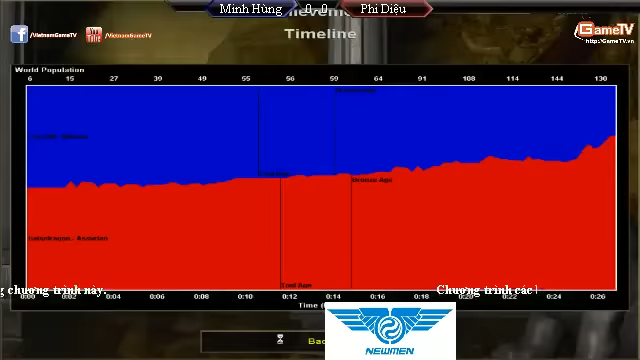 Minh Hùng 0 0 Phi Diệu
Timeline
/VietnamGameTV
You Tube /VietnamGameTV
GameTV
http://GameTV.vn
World Population
6 15 27 39 49 55 56 59 64 91 108 114 144 130
Bronze Age
Tool Age
g chương trình này.
Chương trình các
0:00 0:02 0:04 0:06 0:08 0:10 0:12 0:14 0:16 0:18 0:20 0:22 0:24 0:26
Time
NEWMEN